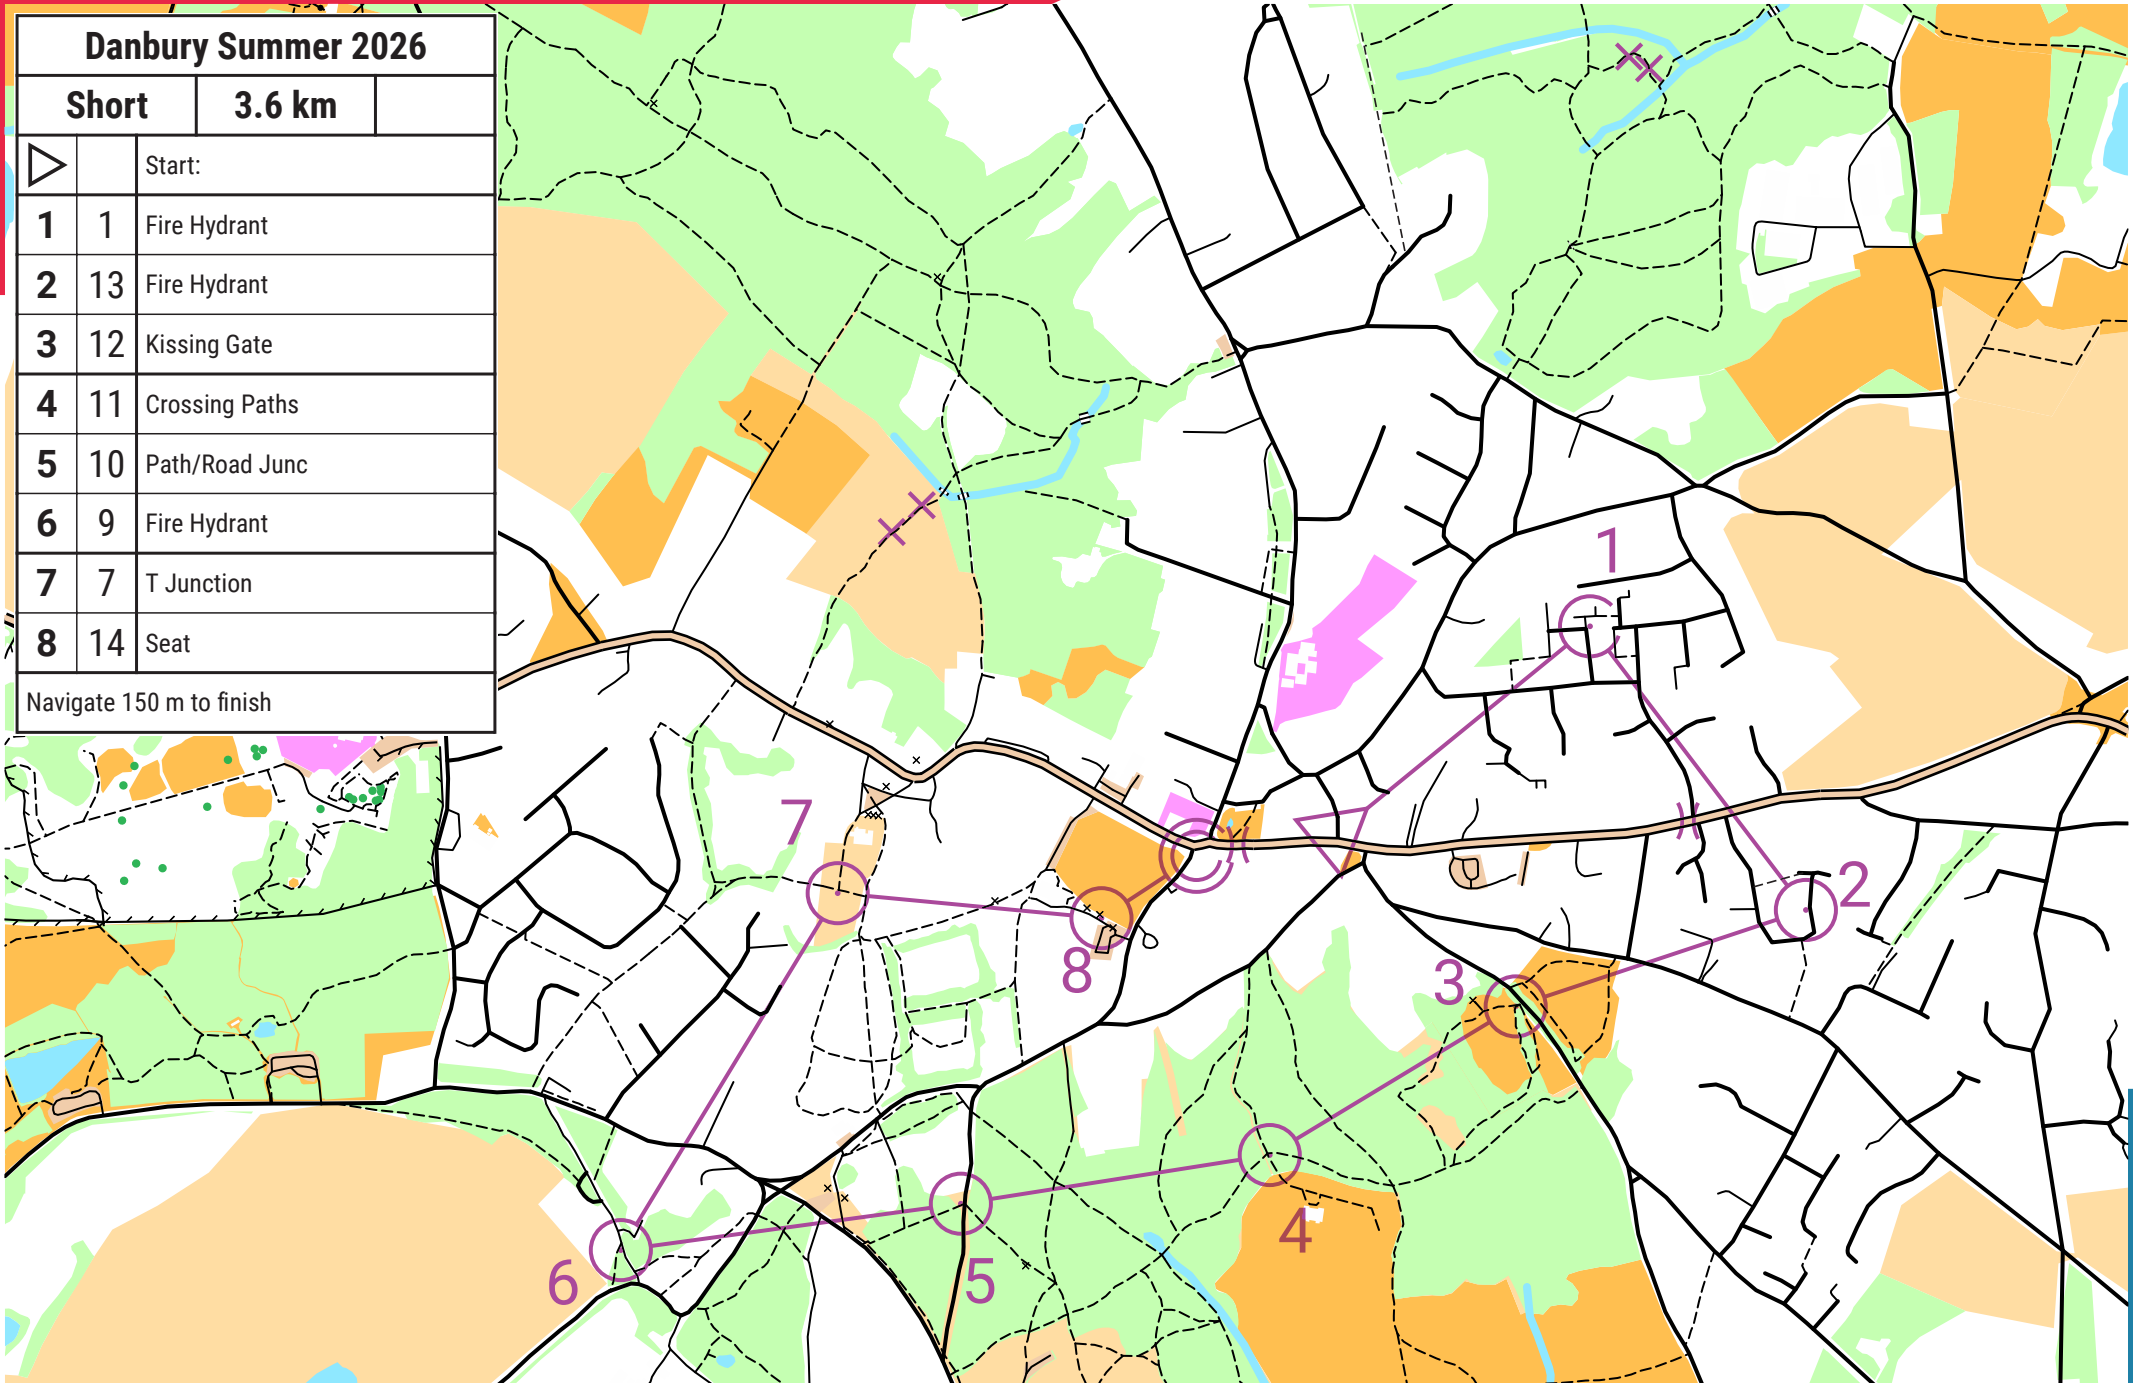 Danbury Summer 2026
Short 3.6 km
Start:
1 1 Fire Hydrant
2 13 Fire Hydrant
3 12 Kissing Gate
4 11 Crossing Paths
5 10 Path/Road Junc
6 9 Fire Hydrant
7 7 T Junction
8 14 Seat
Navigate 150 m to finish
1
7
2
8
3
4
5
6